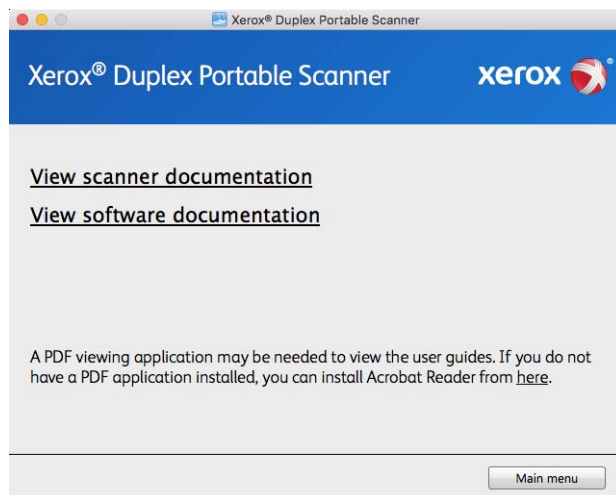 Xerox® Duplex Portable Scanner
Xerox® Duplex Portable Scanner
xerox
View scanner documentation
View software documentation
A PDF viewing application may be needed to view the user guides. If you do not
have a PDF application installed, you can install Acrobat Reader from here.
Main menu